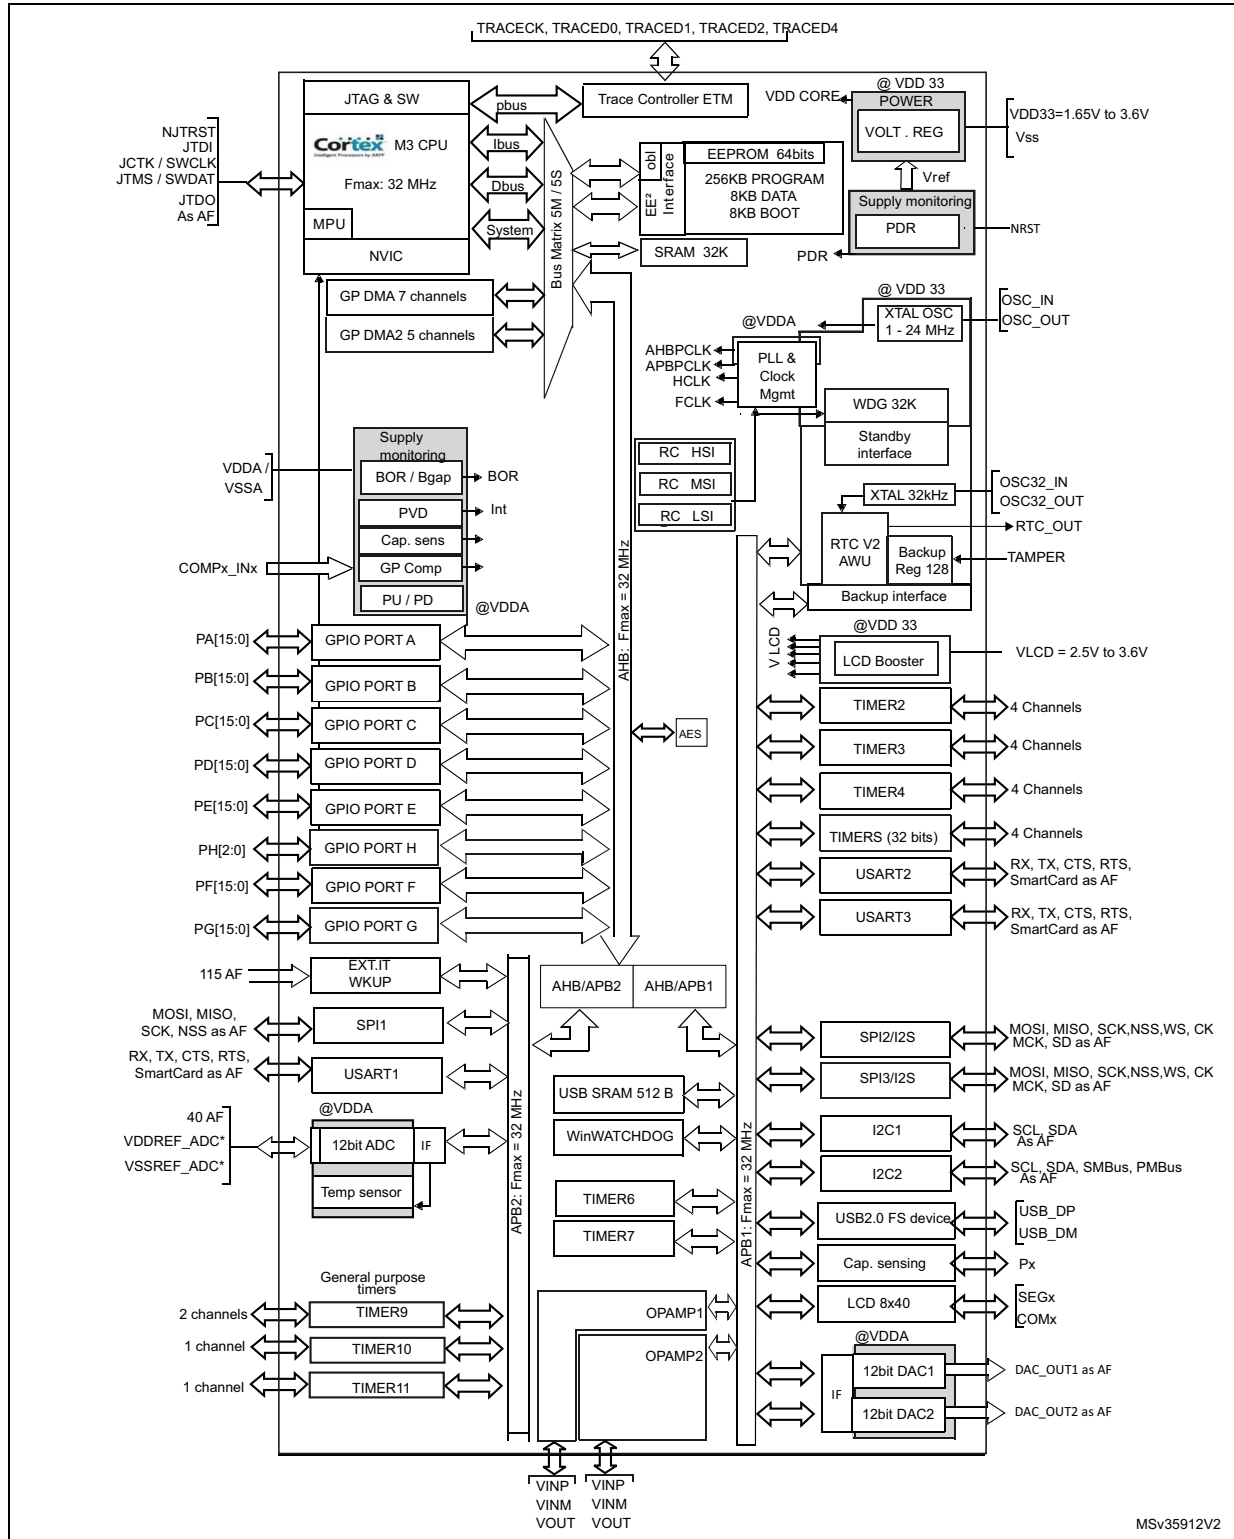 TRACECK, TRACED0, TRACED1, TRACED2, TRACED4
JTAG & SW
pbus
Trace Controller ETM
Cortex
Intelligent Processors by ARM
M3 CPU
Fmax: 32 MHz
MPU
NVIC
Ibus
Dbus
System
Bus Matrix 5M / 5S
NJTRST
JTDI
JCTK / SWCLK
JTMS / SWDAT
JTDO
As AF
obl
EE² Interface
EEPROM 64bits
256KB PROGRAM
8KB DATA
8KB BOOT
SRAM 32K
VDD CORE
@ VDD 33
POWER
VOLT . REG
VDD33=1.65V to 3.6V
Vss
Vref
Supply monitoring
PDR
PDR
NRST
GP DMA 7 channels
GP DMA2 5 channels
@ VDD 33
XTAL OSC
1 - 24 MHz
OSC_IN
OSC_OUT
@VDDA
PLL &
Clock
Mgmt
AHBPCLK
APBPCLK
HCLK
FCLK
WDG 32K
Standby
interface
RC HSI
RC MSI
RC LSI
XTAL 32kHz
OSC32_IN
OSC32_OUT
RTC V2
AWU
Backup
Reg 128
RTC_OUT
TAMPER
Backup interface
Supply
monitoring
BOR / Bgap
BOR
PVD
Int
Cap. sens
GP Comp
PU / PD
@VDDA
VDDA /
VSSA
COMPx_INx
AHB: Fmax = 32 MHz
@VDD 33
V LCD
LCD Booster
VLCD = 2.5V to 3.6V
PA[15:0]
GPIO PORT A
PB[15:0]
GPIO PORT B
PC[15:0]
GPIO PORT C
PD[15:0]
GPIO PORT D
PE[15:0]
GPIO PORT E
PH[2:0]
GPIO PORT H
PF[15:0]
GPIO PORT F
PG[15:0]
GPIO PORT G
AES
TIMER2
4 Channels
TIMER3
4 Channels
TIMER4
4 Channels
TIMERS (32 bits)
4 Channels
USART2
RX, TX, CTS, RTS,
SmartCard as AF
USART3
RX, TX, CTS, RTS,
SmartCard as AF
115 AF
EXT.IT
WKUP
AHB/APB2
AHB/APB1
MOSI, MISO,
SCK, NSS as AF
SPI1
RX, TX, CTS, RTS,
SmartCard as AF
USART1
@VDDA
40 AF
VDDREF_ADC*
VSSREF_ADC*
12bit ADC
IF
Temp sensor
APB2: Fmax = 32 MHz
USB SRAM 512 B
WinWATCHDOG
TIMER6
TIMER7
APB1: Fmax = 32 MHz
SPI2/I2S
MOSI, MISO, SCK,NSS,WS, CK
MCK, SD as AF
SPI3/I2S
MOSI, MISO, SCK,NSS,WS, CK
MCK, SD as AF
I2C1
SCL, SDA
As AF
I2C2
SCL, SDA, SMBus, PMBus
As AF
USB2.0 FS device
USB_DP
USB_DM
Cap. sensing
Px
LCD 8x40
SEGx
COMx
General purpose
timers
2 channels
TIMER9
1 channel
TIMER10
1 channel
TIMER11
OPAMP1
OPAMP2
@VDDA
IF
12bit DAC1
DAC_OUT1 as AF
12bit DAC2
DAC_OUT2 as AF
VINP
VINM
VOUT
VINP
VINM
VOUT
MSv35912V2